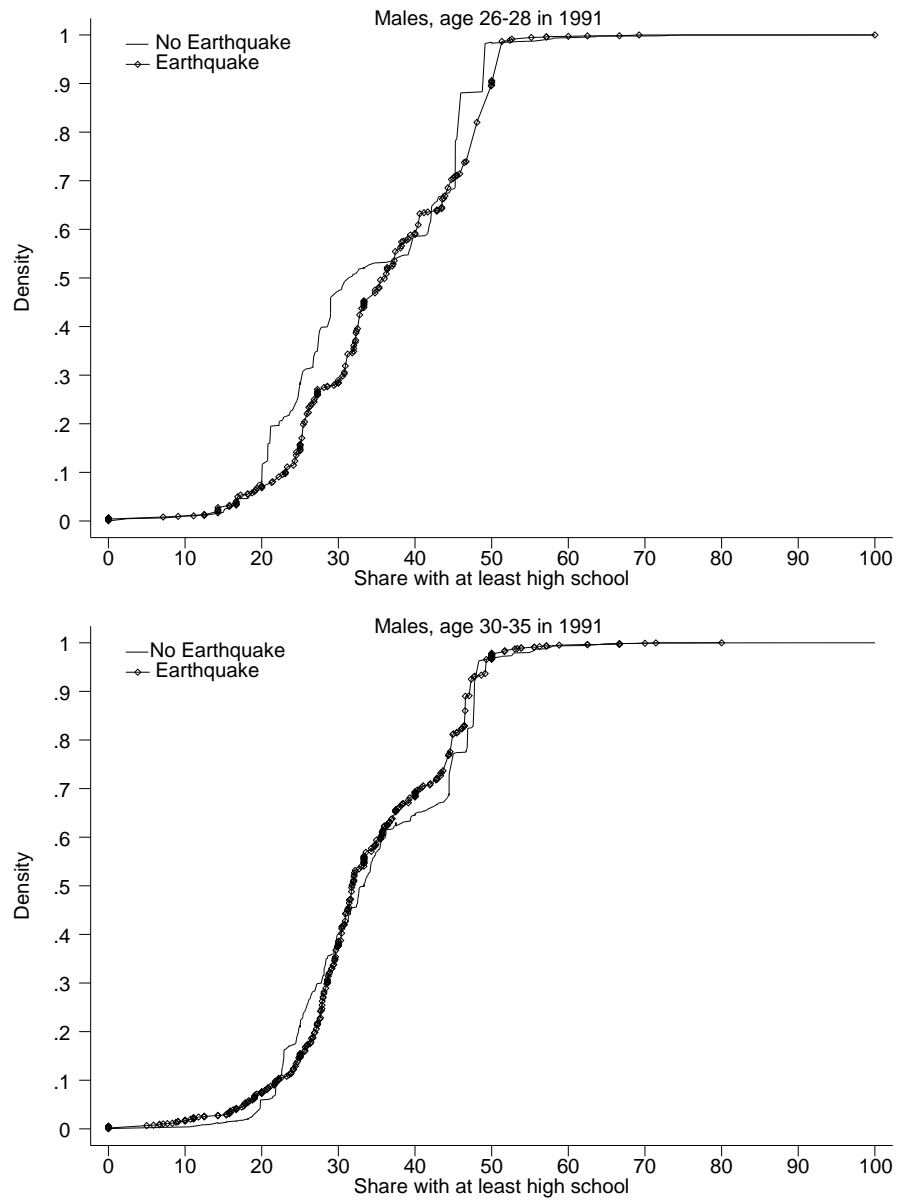 Males, age 26-28 in 1991
No Earthquake
Earthquake
1
.9
.8
.7
.6
.5
.4
.3
.2
.1
0
Density
0 10 20 30 40 50 60 70 80 90 100
Share with at least high school
Males, age 30-35 in 1991
No Earthquake
Earthquake
1
.9
.8
.7
.6
.5
.4
.3
.2
.1
0
Density
0 10 20 30 40 50 60 70 80 90 100
Share with at least high school